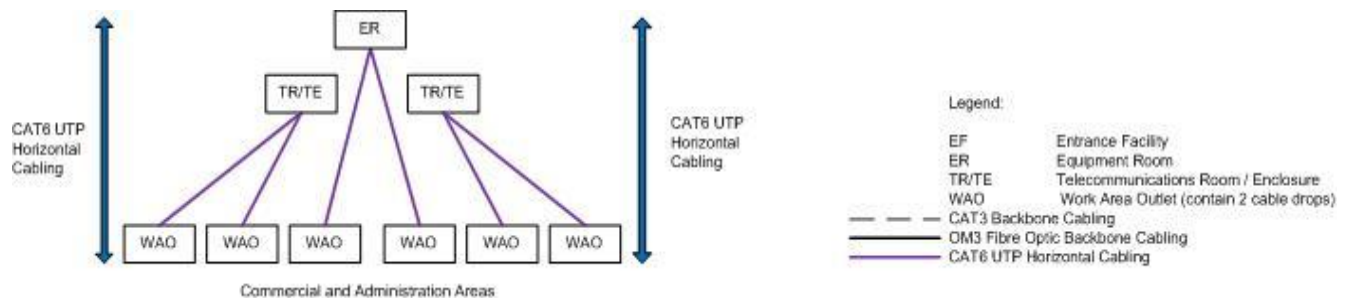 ER
TR/TE
TR/TE
CAT6 UTP
Horizontal
Cabling
CAT6 UTP
Horizontal
Cabling
WAO
WAO
WAO
WAO
WAO
WAO
Commercial and Administration Areas
Legend:
EF Entrance Facility
ER Equipment Room
TR/TE Telecommunications Room / Enclosure
WAO Work Area Outlet (contain 2 cable drops)
CAT3 Backbone Cabling
OM3 Fibre Optic Backbone Cabling
CAT6 UTP Horizontal Cabling